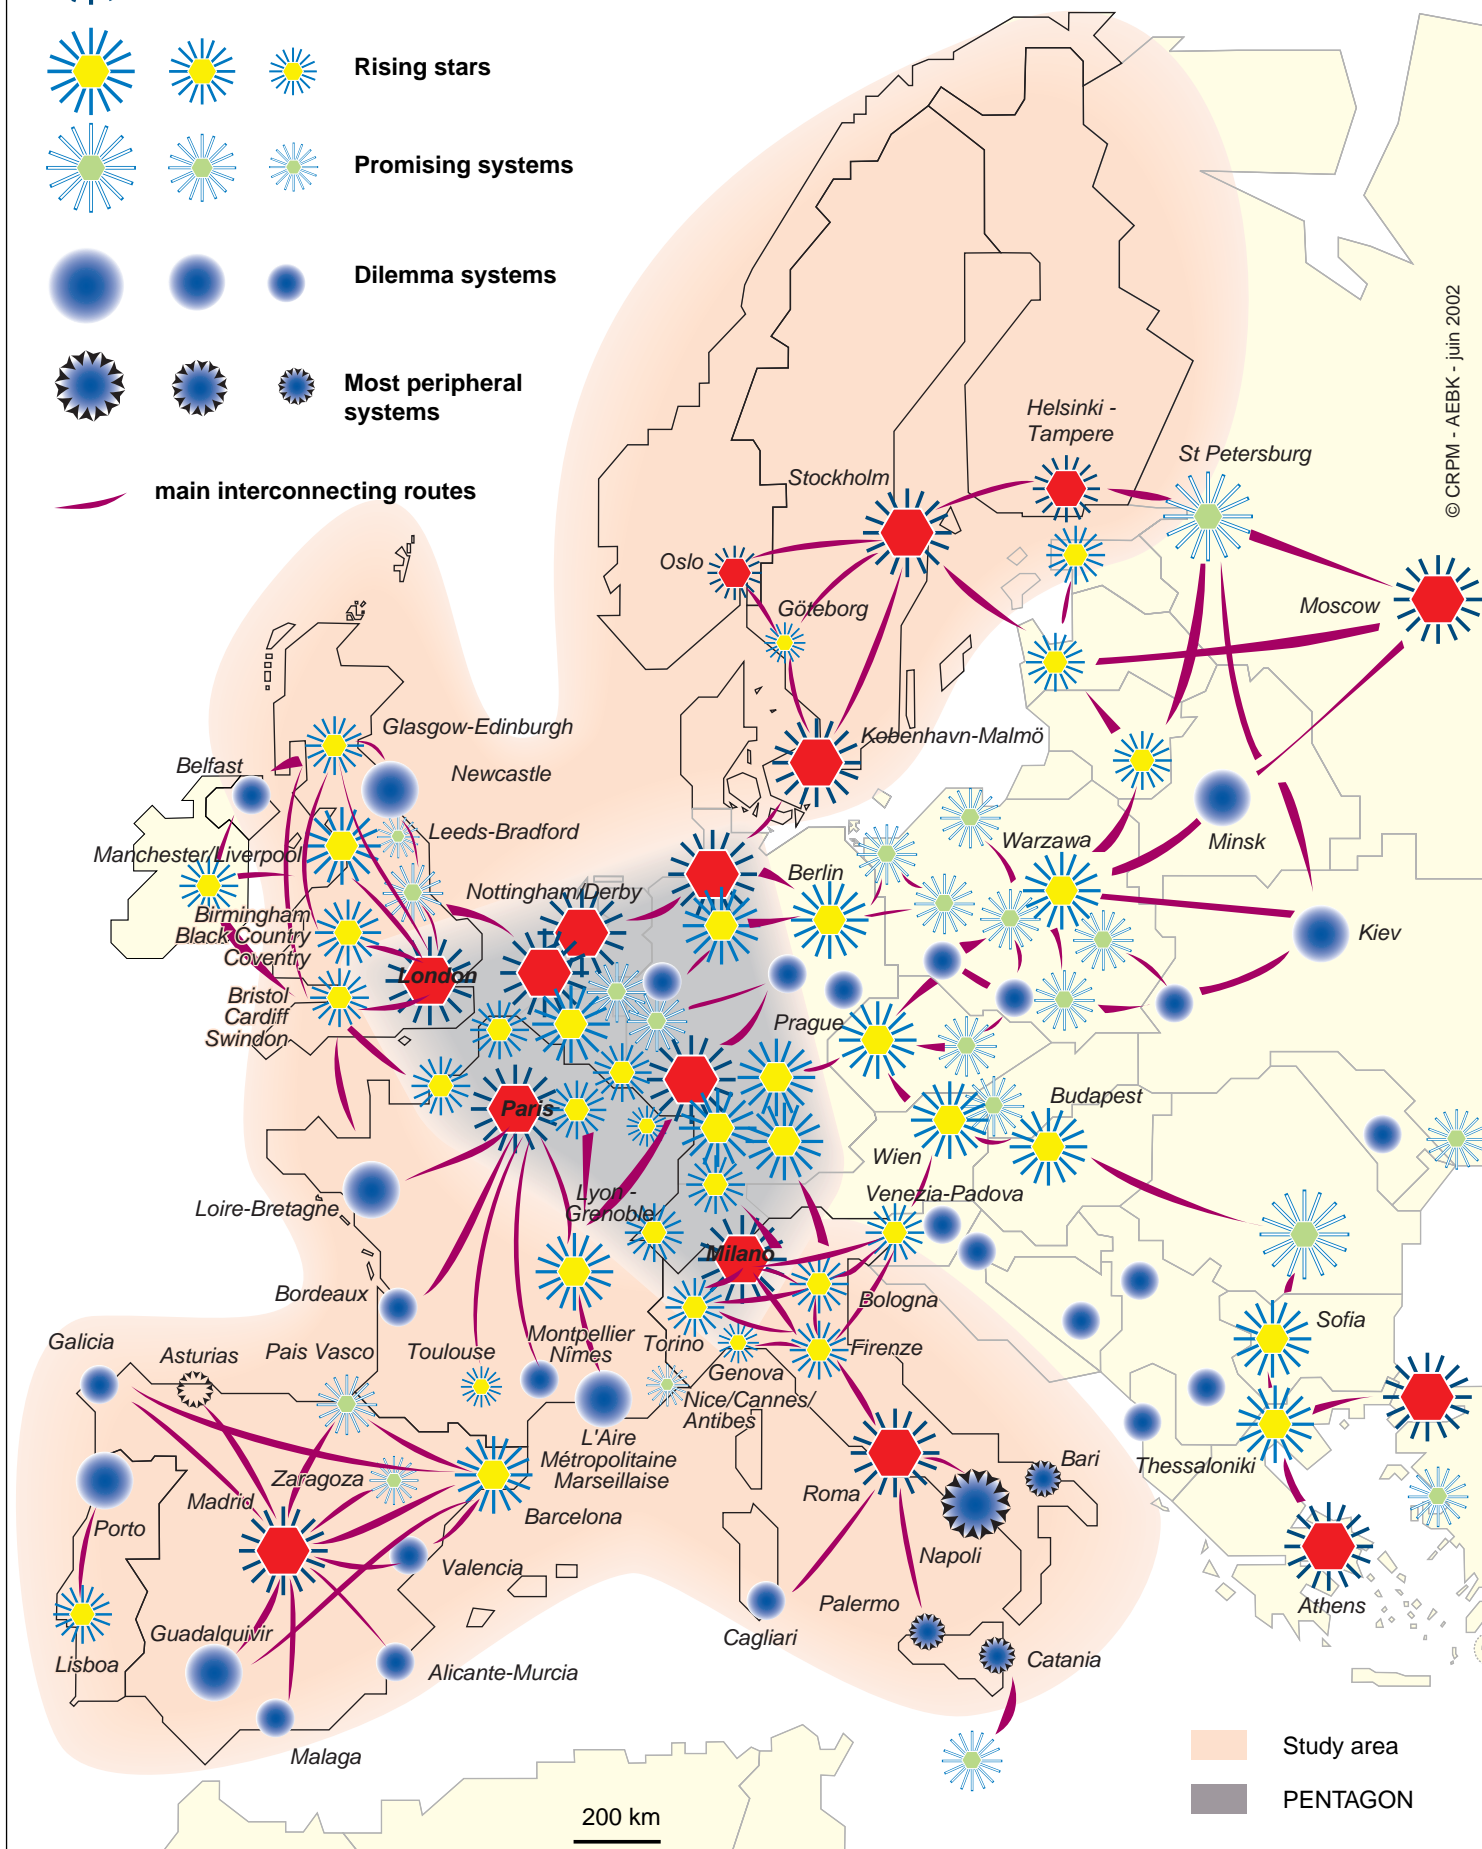 Rising stars
Promising systems
Dilemma systems
Most peripheral
systems
main interconnecting routes
© CRPM - AEBK - juin 2002
Helsinki -
Tampere
St Petersburg
Stockholm
Oslo
Göteborg
Moscow
Kobenhavn-Malmö
Glasgow-Edinburgh
Belfast
Newcastle
Leeds-Bradford
Manchester/Liverpool
Nottingham/Derby
Berlin
Warzawa
Minsk
Kiev
Birmingham
Black Country
Coventry
London
Bristol
Cardiff
Swindon
Prague
Paris
Budapest
Wien
Loire-Bretagne
Lyon -
Grenoble
Venezia-Padova
Milano
Bordeaux
Bologna
Sofia
Galicia
Asturias
Pais Vasco
Toulouse
Montpellier
Nîmes
Torino
Genova
Firenze
Nice/Cannes/
Antibes
L'Aire
Métropolitaine
Marseillaise
Zaragoza
Madrid
Barcelona
Roma
Bari
Thessaloniki
Porto
Valencia
Napoli
Palermo
Athens
Guadalquivir
Lisboa
Cagliari
Catania
Alicante-Murcia
Malaga
Study area
PENTAGON
200 km